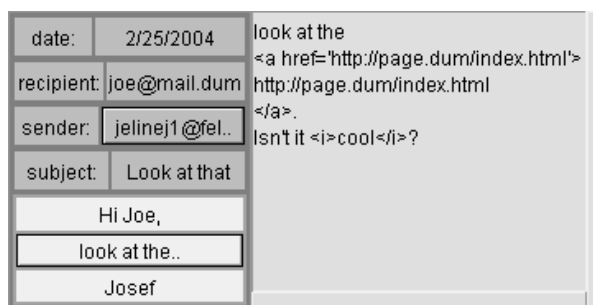 date: 2/25/2004
recipient: joe@mail.dum
sender: jelinej1@fel..
subject: Look at that
Hi Joe,
look at the..
Josef
look at the
<a href='http://page.dum/index.html'>
http://page.dum/index.html
</a>.
Isn't it <i>cool</i>?